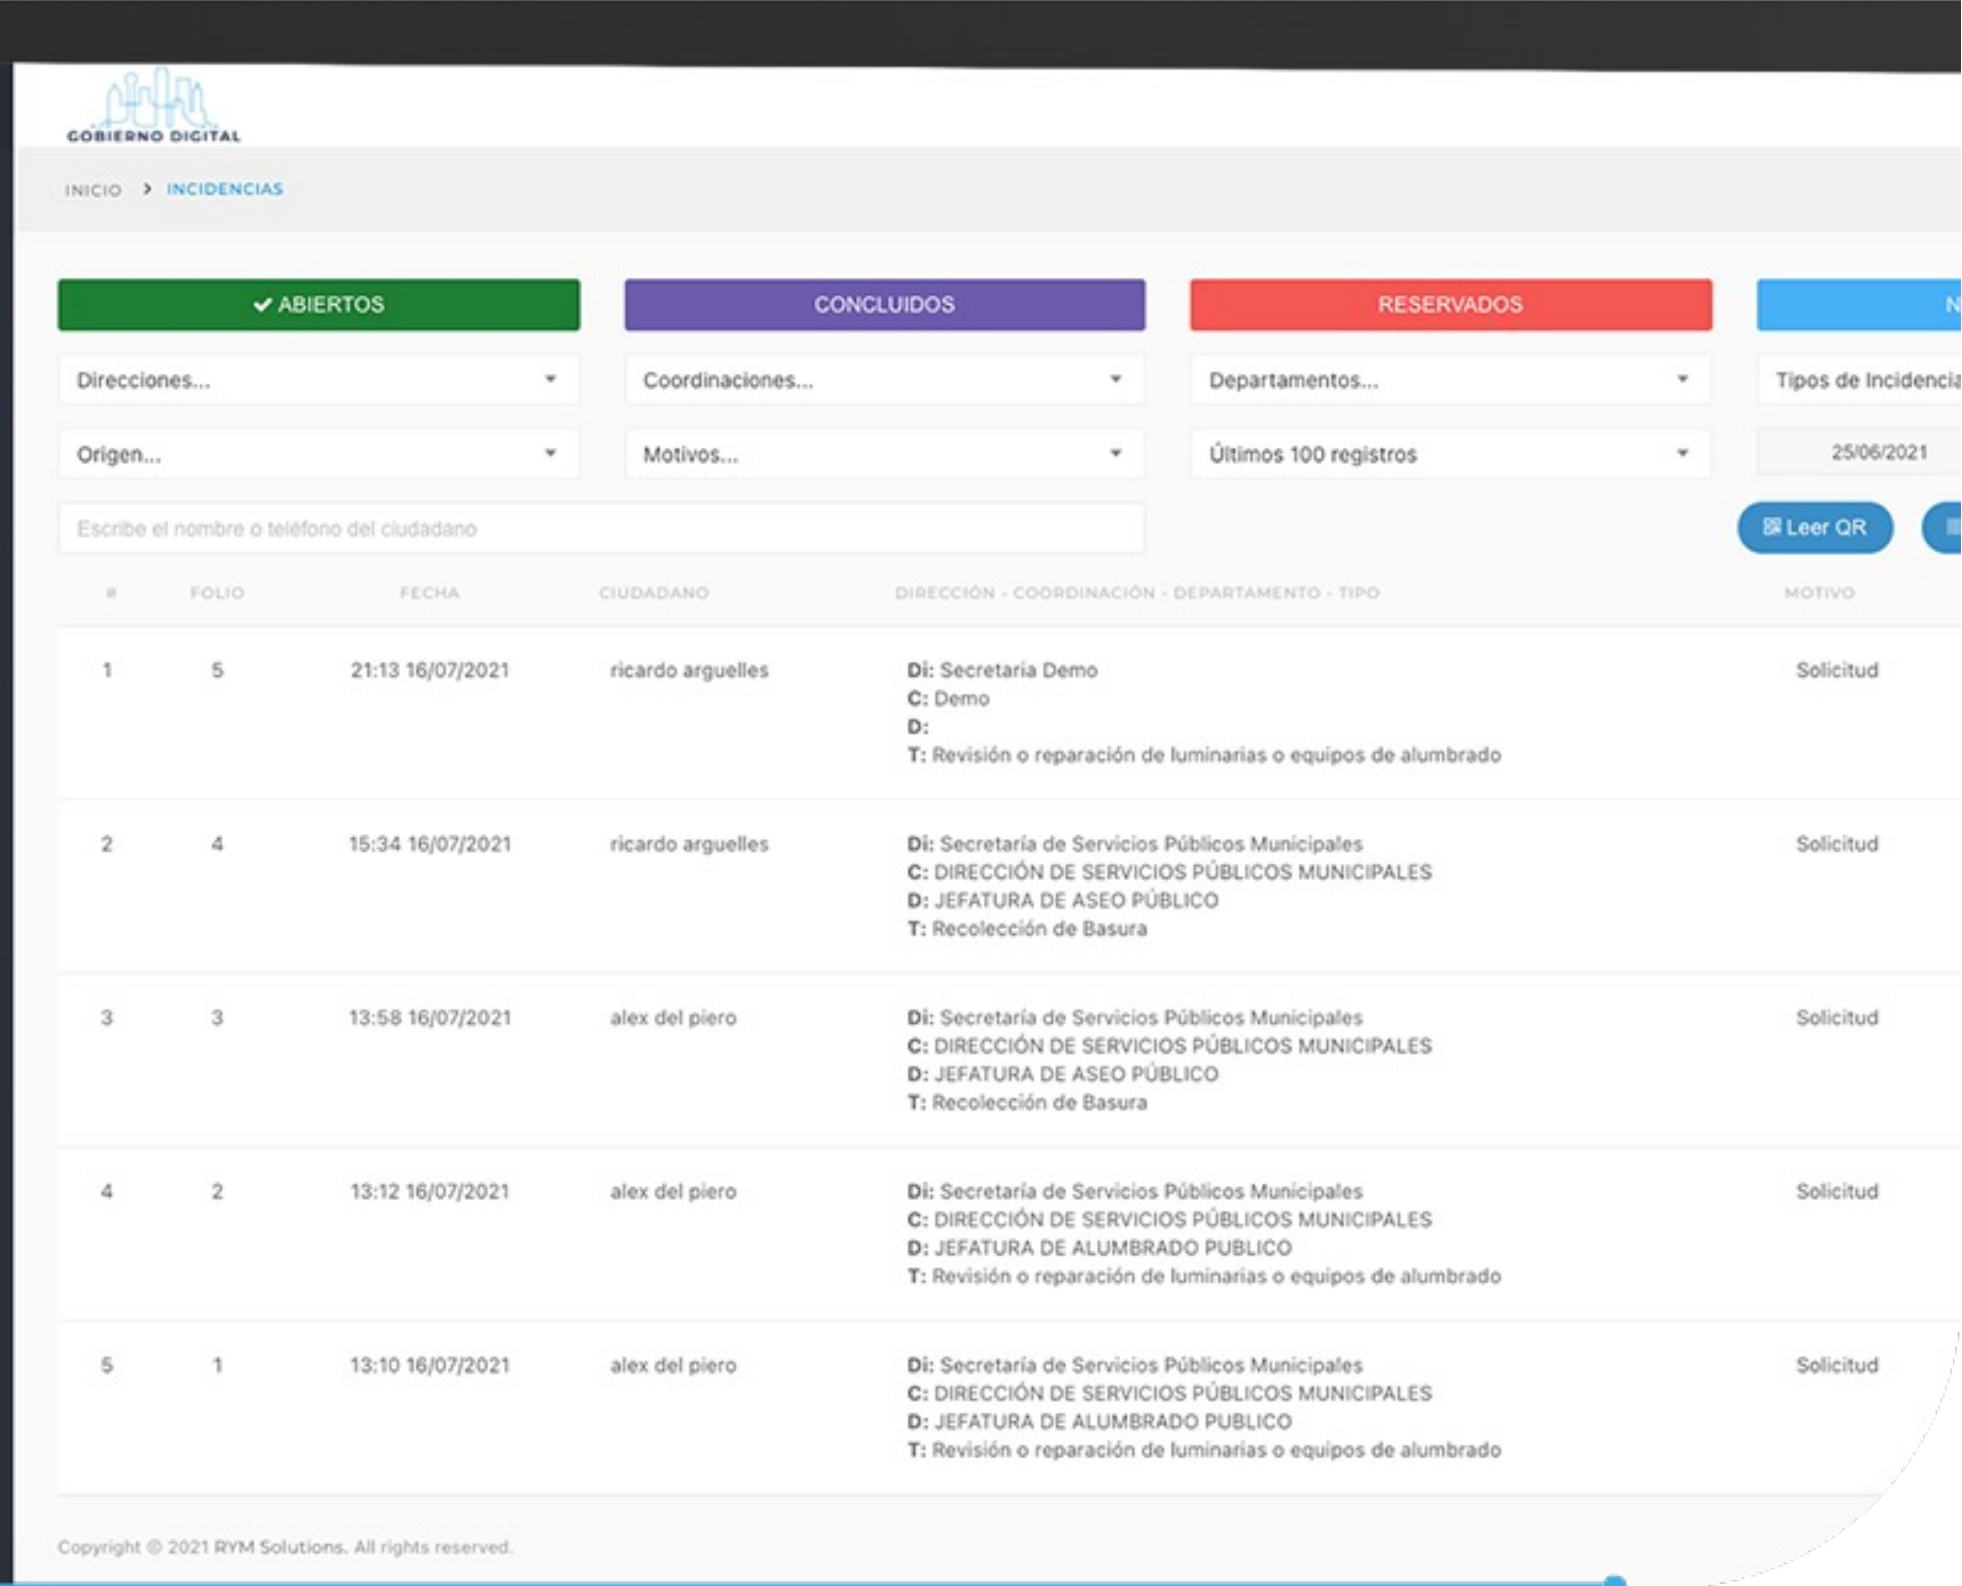 GOBIERNO DIGITAL
INICIO > INCIDENCIAS
ABIERTOS CONCLUIDOS RESERVADOS
Direcciones... Coordinaciones... Departamentos... Tipos de Incidencia
Origen... Motivos... Últimos 100 registros 25/06/2021
Escribe el nombre o teléfono del ciudadano Leer QR
# FOLIO FECHA CIUDADANO DIRECCIÓN - COORDINACIÓN - DEPARTAMENTO - TIPO MOTIVO
1 5 21:13 16/07/2021 ricardo arguelles Di: Secretaria Demo Solicitud
C: Demo
D:
T: Revisión o reparación de luminarias o equipos de alumbrado
2 4 15:34 16/07/2021 ricardo arguelles Di: Secretaría de Servicios Públicos Municipales Solicitud
C: DIRECCIÓN DE SERVICIOS PÚBLICOS MUNICIPALES
D: JEFATURA DE ASEO PÚBLICO
T: Recolección de Basura
3 3 13:58 16/07/2021 alex del piero Di: Secretaría de Servicios Públicos Municipales Solicitud
C: DIRECCIÓN DE SERVICIOS PÚBLICOS MUNICIPALES
D: JEFATURA DE ASEO PÚBLICO
T: Recolección de Basura
4 2 13:12 16/07/2021 alex del piero Di: Secretaría de Servicios Públicos Municipales Solicitud
C: DIRECCIÓN DE SERVICIOS PÚBLICOS MUNICIPALES
D: JEFATURA DE ALUMBRADO PUBLICO
T: Revisión o reparación de luminarias o equipos de alumbrado
5 1 13:10 16/07/2021 alex del piero Di: Secretaría de Servicios Públicos Municipales Solicitud
C: DIRECCIÓN DE SERVICIOS PÚBLICOS MUNICIPALES
D: JEFATURA DE ALUMBRADO PUBLICO
T: Revisión o reparación de luminarias o equipos de alumbrado
Copyright © 2021 RYM Solutions. All rights reserved.